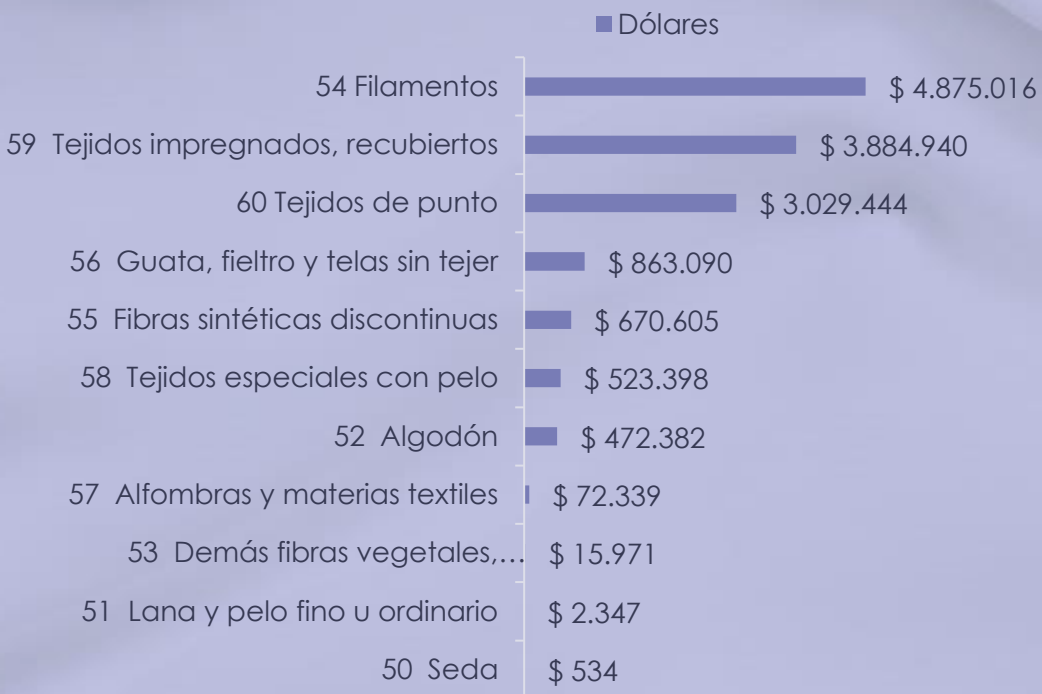 Dólares
54 Filamentos $ 4.875.016
59 Tejidos impregnados, recubiertos $ 3.884.940
60 Tejidos de punto $ 3.029.444
56 Guata, fieltro y telas sin tejer $ 863.090
55 Fibras sintéticas discontinuas $ 670.605
58 Tejidos especiales con pelo $ 523.398
52 Algodón $ 472.382
57 Alfombras y materias textiles $ 72.339
53 Demás fibras vegetales,... $ 15.971
51 Lana y pelo fino u ordinario $ 2.347
50 Seda $ 534